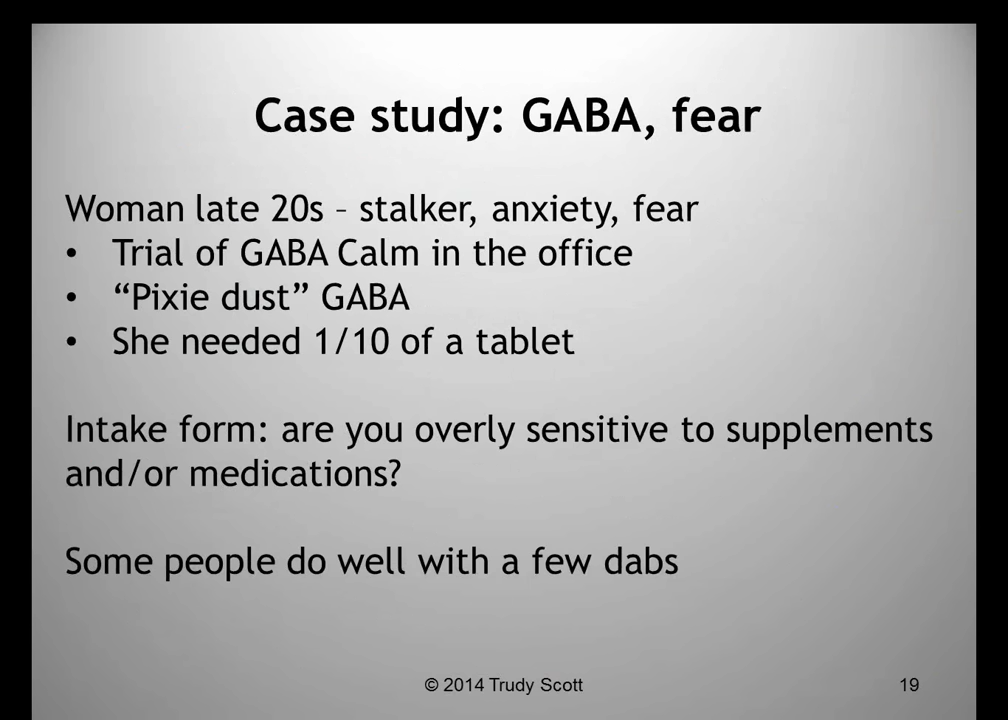 Case study: GABA, fear
Woman late 20s – stalker, anxiety, fear
• Trial of GABA Calm in the office
• “Pixie dust” GABA
• She needed 1/10 of a tablet
Intake form: are you overly sensitive to supplements
and/or medications?
Some people do well with a few dabs
© 2014 Trudy Scott
19